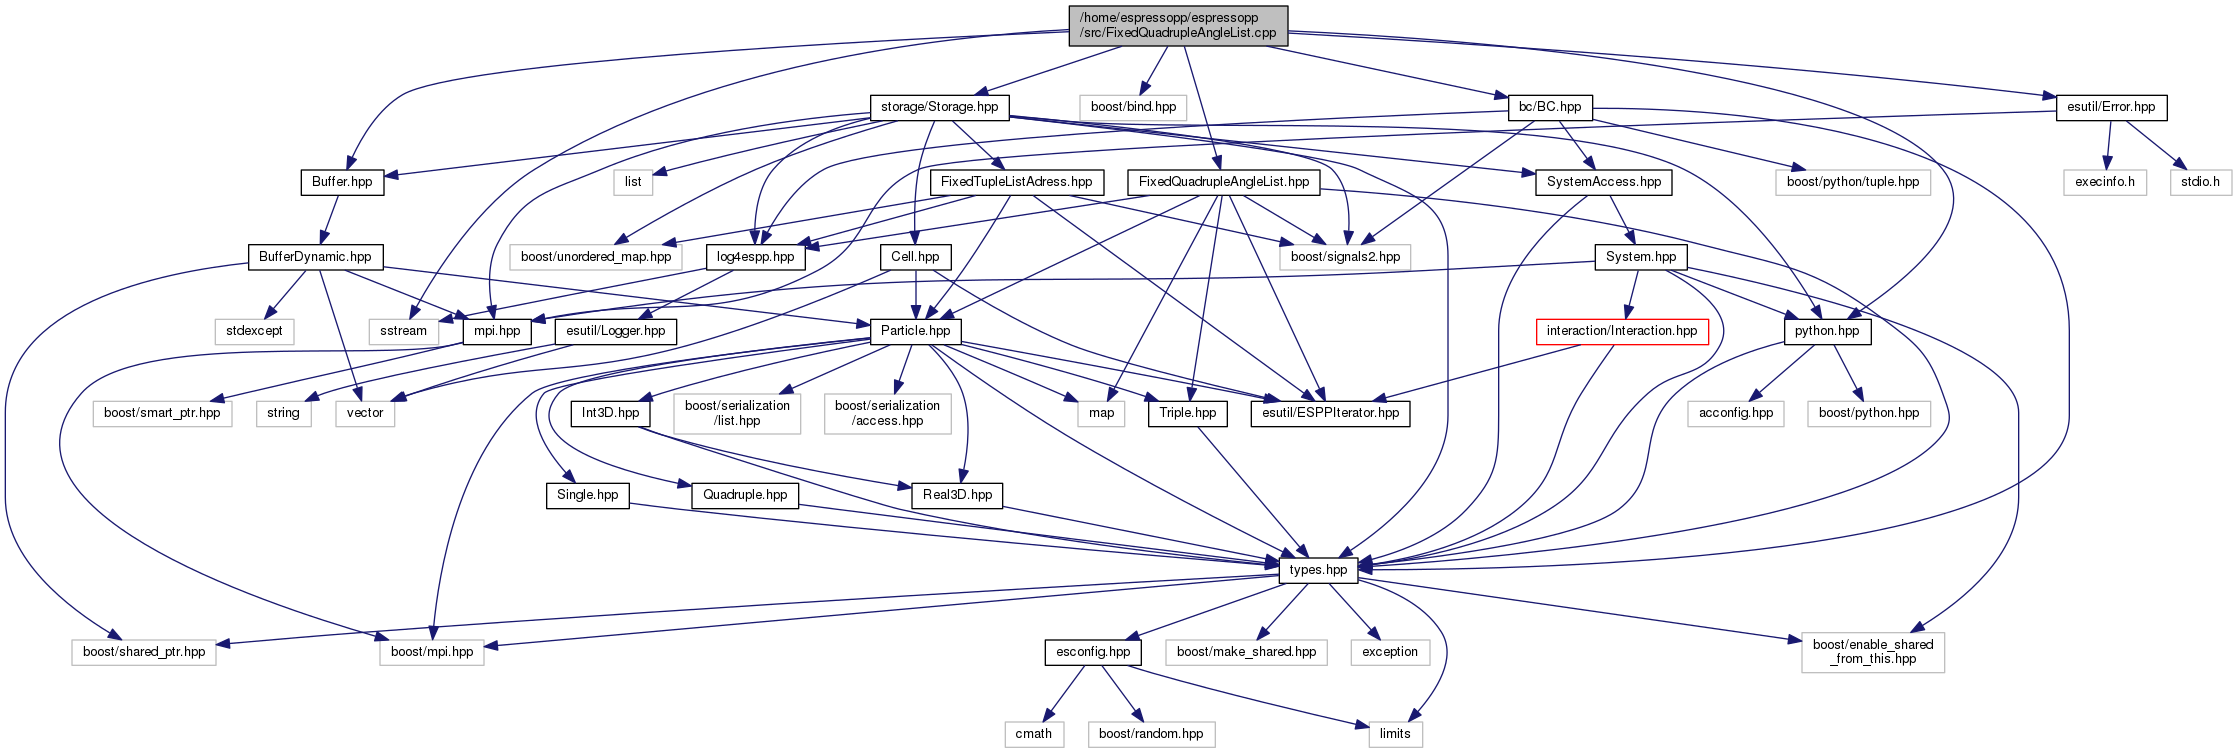 /home/espressopp/espressopp
/src/FixedQuadrupleAngleList.cpp
storage/Storage.hpp
boost/bind.hpp
bc/BC.hpp
esutil/Error.hpp
Buffer.hpp
list
FixedTupleListAdress.hpp
FixedQuadrupleAngleList.hpp
SystemAccess.hpp
boost/python/tuple.hpp
execinfo.h
stdio.h
BufferDynamic.hpp
boost/unordered_map.hpp
log4espp.hpp
Cell.hpp
boost/signals2.hpp
System.hpp
stdexcept
sstream
mpi.hpp
esutil/Logger.hpp
Particle.hpp
interaction/Interaction.hpp
python.hpp
boost/smart_ptr.hpp
string
vector
Int3D.hpp
boost/serialization
/list.hpp
boost/serialization
/access.hpp
map
Triple.hpp
esutil/ESPPIterator.hpp
acconfig.hpp
boost/python.hpp
Single.hpp
Quadruple.hpp
Real3D.hpp
types.hpp
boost/shared_ptr.hpp
boost/mpi.hpp
esconfig.hpp
boost/make_shared.hpp
exception
boost/enable_shared
_from_this.hpp
cmath
boost/random.hpp
limits